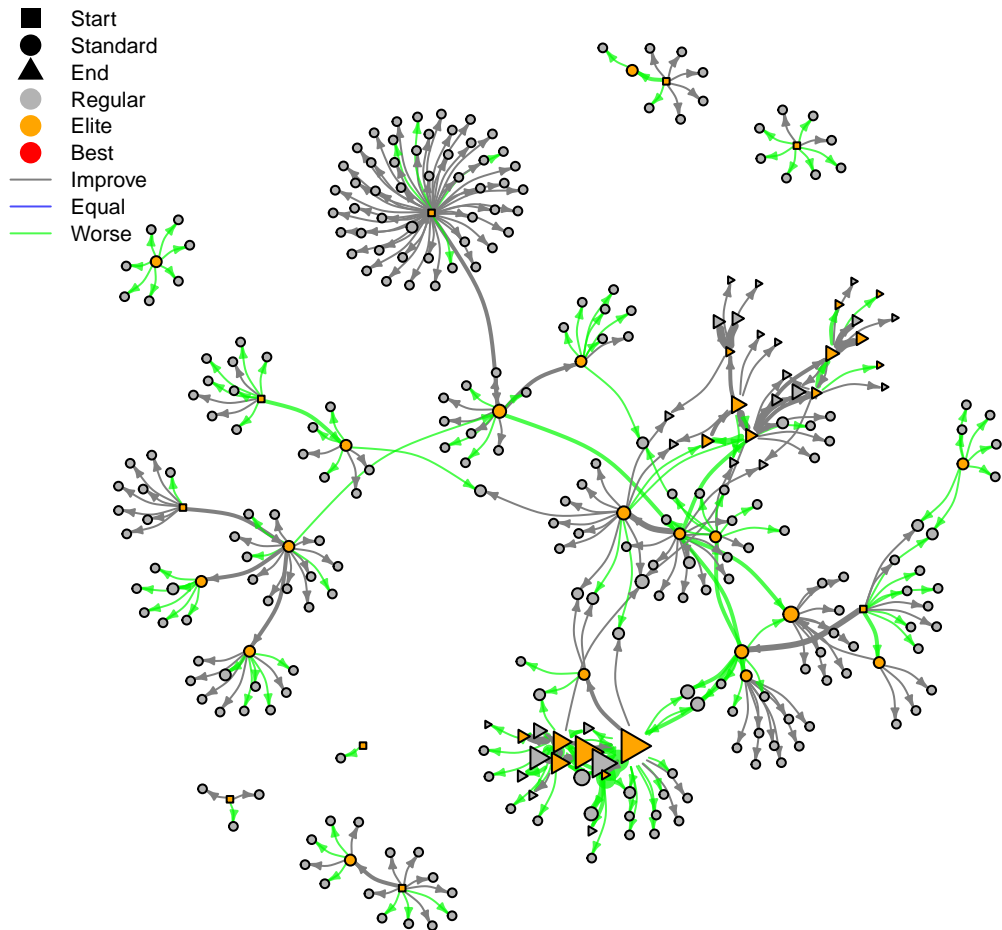 Start
Standard
End
Regular
Elite
Best
Improve
Equal
Worse